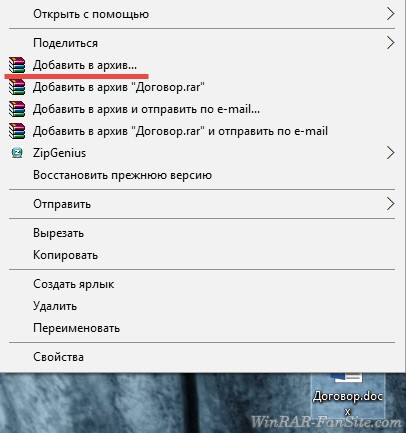 Открыть с помощью
Поделиться
Добавить в архив...
Добавить в архив "Договор.rar"
Добавить в архив и отправить по e-mail...
Добавить в архив "Договор.rar" и отправить по e-mail
ZipGenius
Восстановить прежнюю версию
Отправить
Вырезать
Копировать
Создать ярлык
Удалить
Переименовать
Свойства
Договор.doc
x
WinRAR-FanSite.com